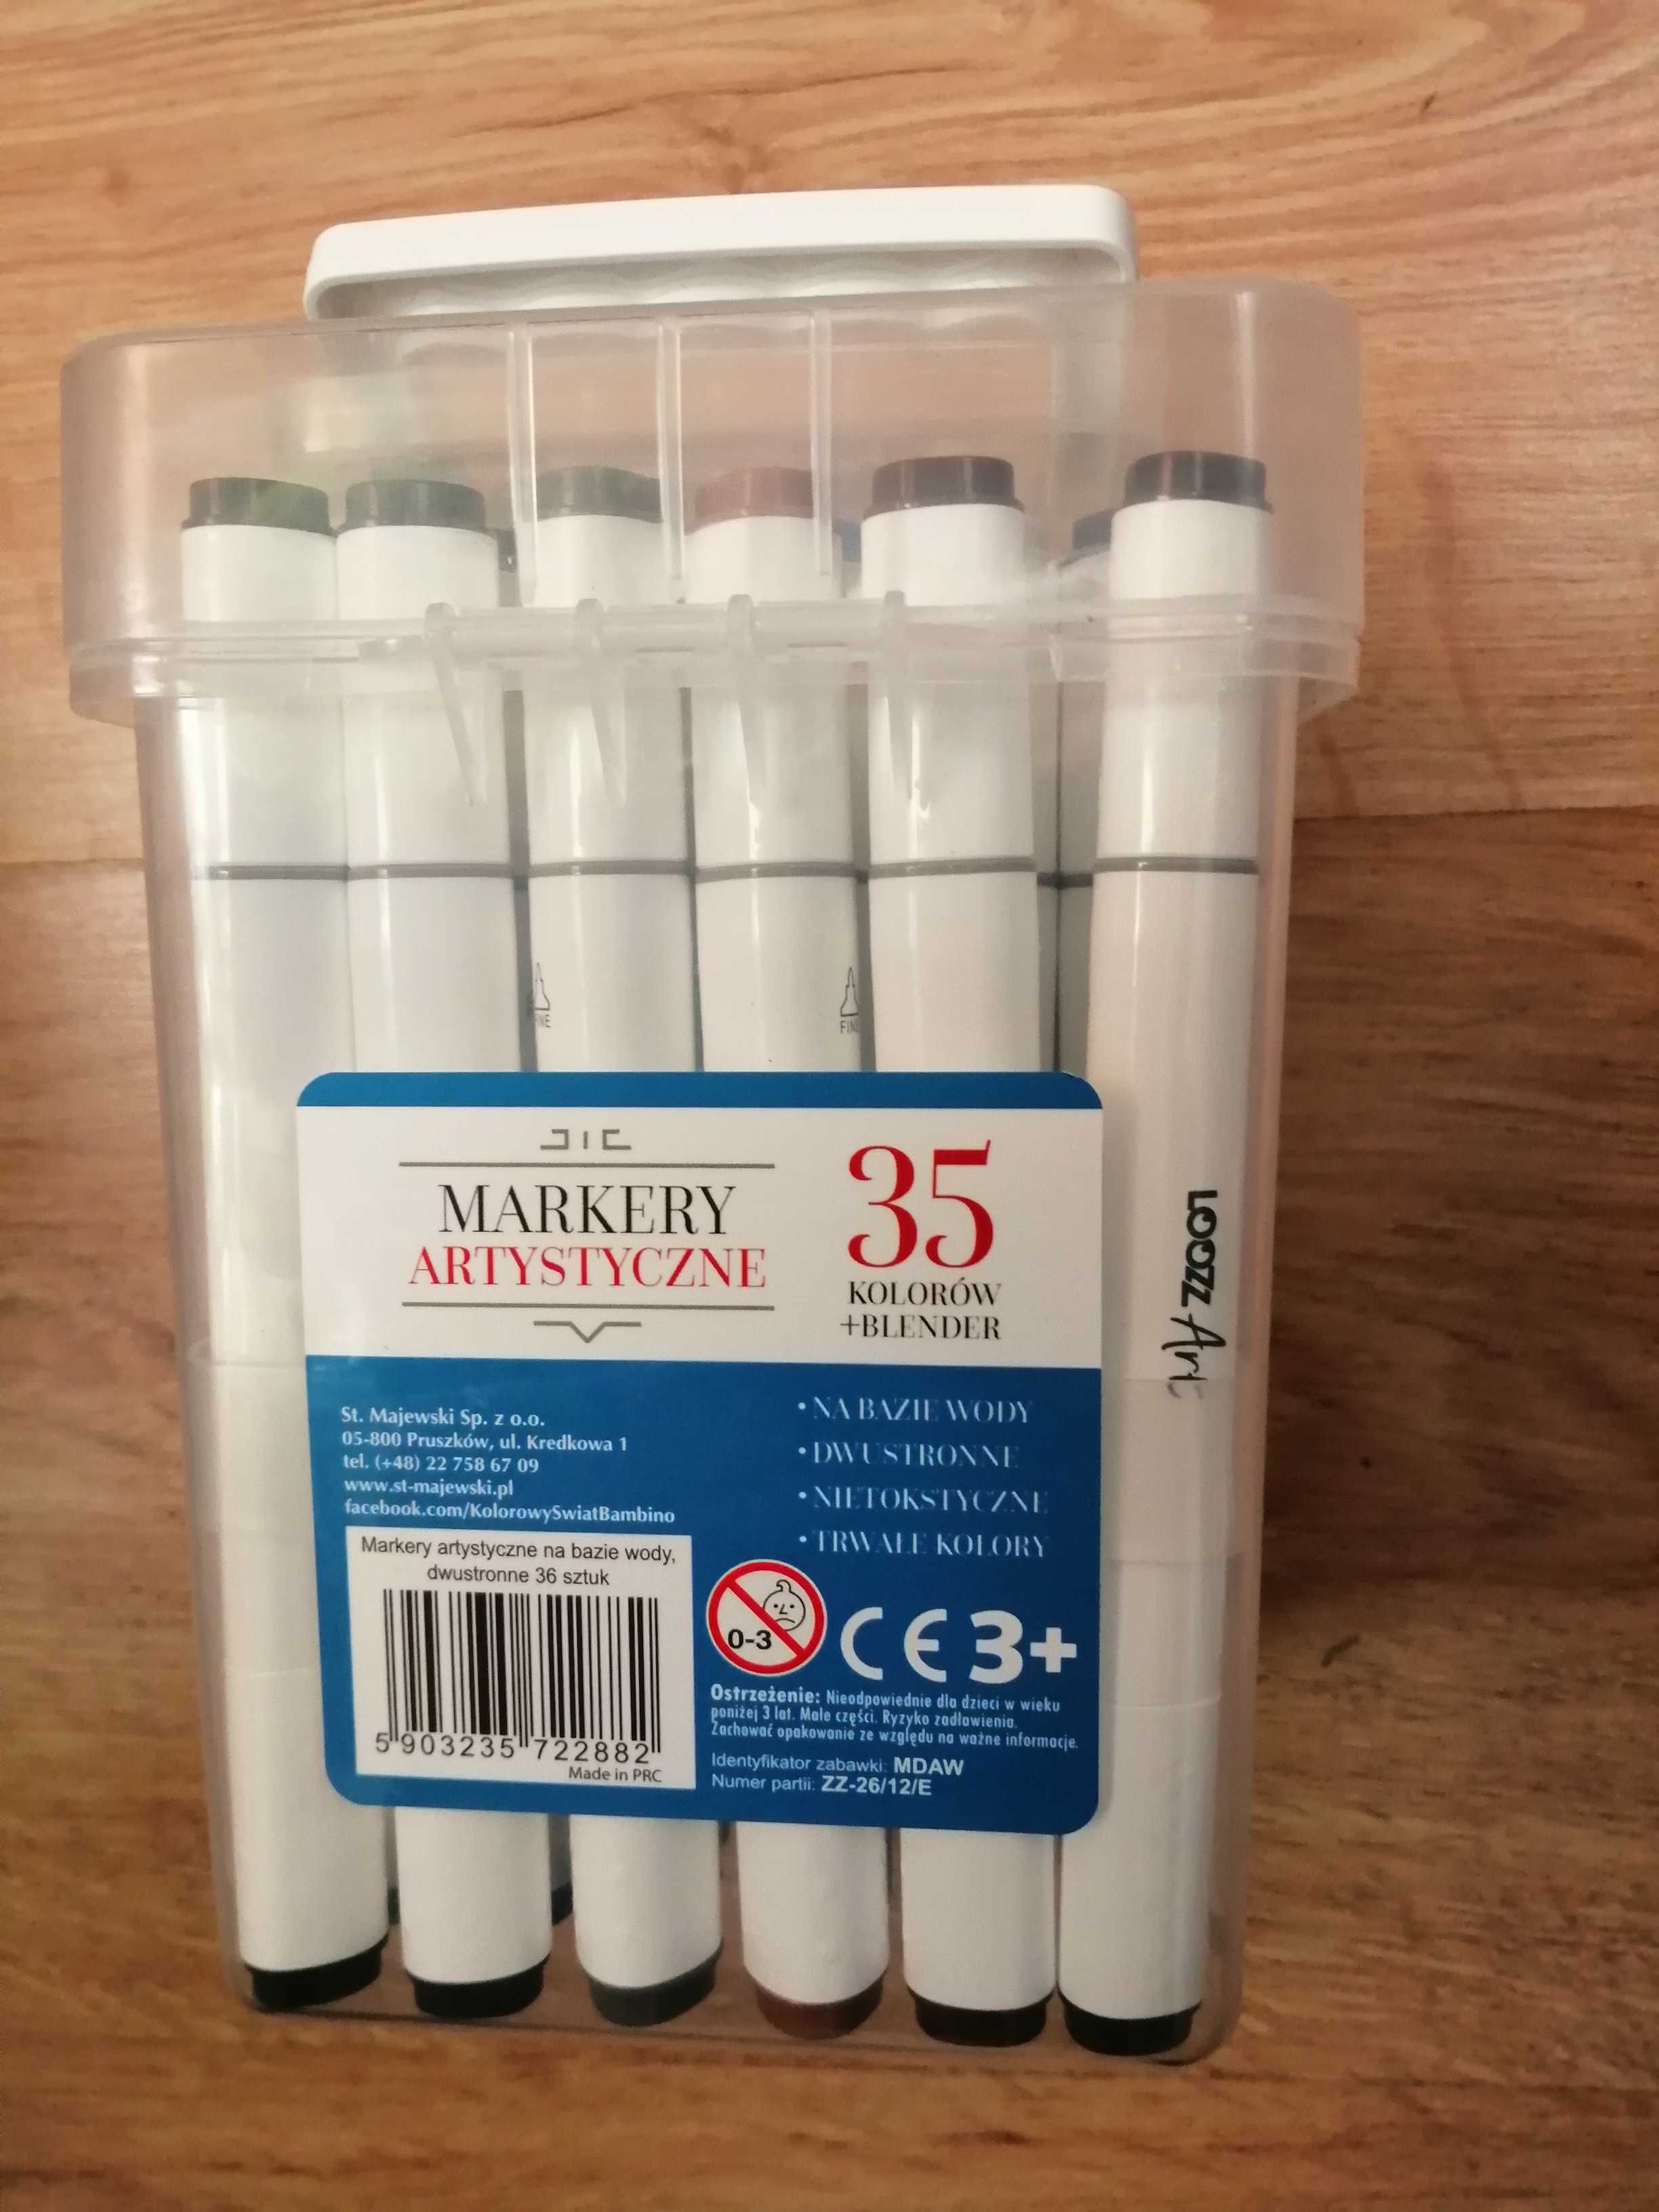 FINE
MARKERY
ARTYSTYCZNE
35
KOLORÓW
+BLENDER
LOOZZ Art
St. Majewski Sp. z o.o.
05-800 Pruszków, ul. Kredkowa 1
tel. (+48) 22 758 67 09
www.st-majewski.pl
facebook.com/KolorowySwiatBambino
• NA BAZIE WODY
• DWUSTRONNE
• NIETOKSTYCZNE
• TRWAŁE KOLORY
Markery artystyczne na bazie wody,
dwustronne 36 sztuk
5 903235 722882
Made in PRC
0-3
CE 3+
Ostrzeżenie: Nieodpowiednie dla dzieci w wieku
poniżej 3 lat. Małe części. Ryzyko zadławienia.
Zachować opakowanie ze względu na ważne informacje.
Identyfikator zabawki: MDAW
Numer partii: ZZ-26/12/E